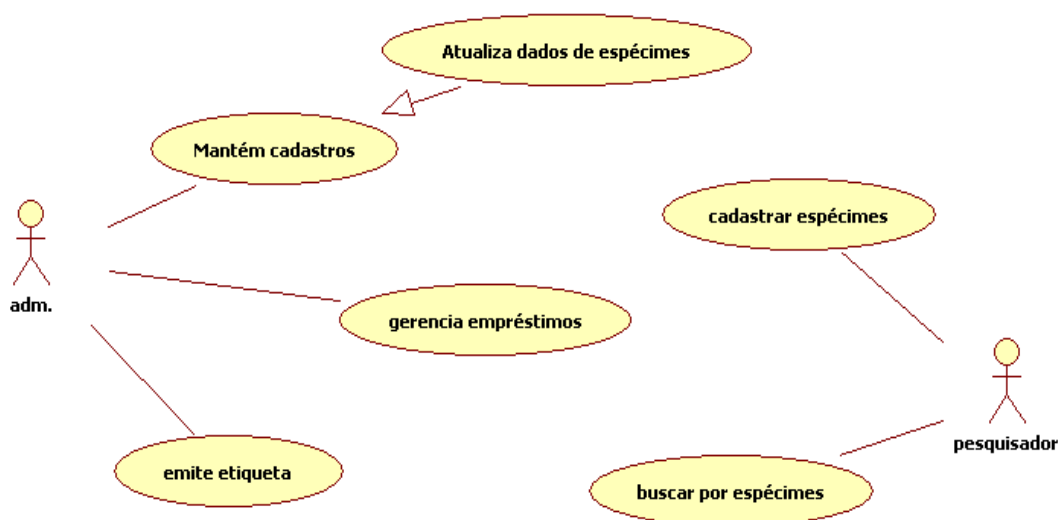 Atualiza dados de espécimes
Mantém cadastros
cadastrar espécimes
adm.
gerencia empréstimos
pesquisador
emite etiqueta
buscar por espécimes